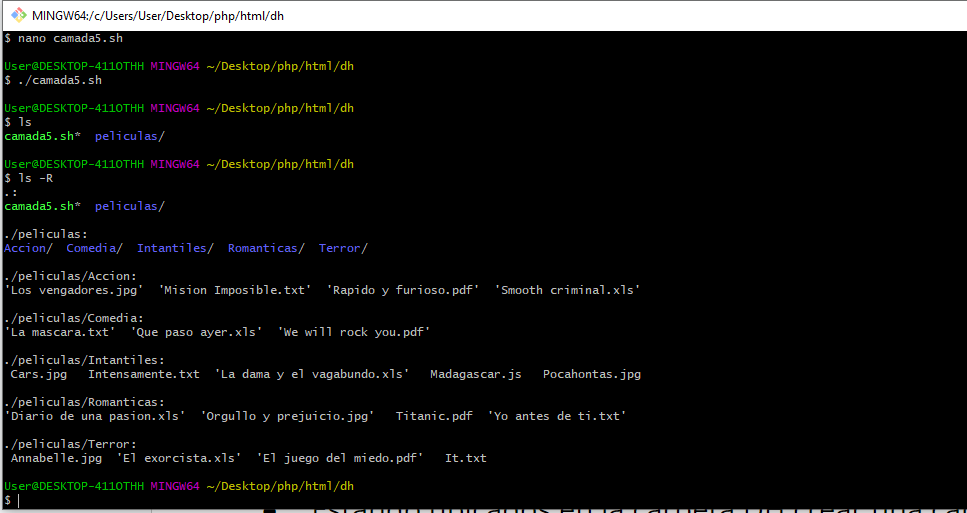 MINGW64:/c/Users/User/Desktop/php/html/dh
$ nano camada5.sh
User@DESKTOP-411OTHH MINGW64 ~/Desktop/php/html/dh
$ ./camada5.sh
User@DESKTOP-411OTHH MINGW64 ~/Desktop/php/html/dh
$ ls
camada5.sh*  peliculas/
User@DESKTOP-411OTHH MINGW64 ~/Desktop/php/html/dh
$ ls -R
.:
camada5.sh*  peliculas/
./peliculas:
Accion/  Comedia/  Intantiles/  Romanticas/  Terror/
./peliculas/Accion:
'Los vengadores.jpg'  'Mision Imposible.txt'  'Rapido y furioso.pdf'  'Smooth criminal.xls'
./peliculas/Comedia:
'La mascara.txt'  'Que paso ayer.xls'  'We will rock you.pdf'
./peliculas/Intantiles:
Cars.jpg   Intensamente.txt  'La dama y el vagabundo.xls'   Madagascar.js   Pocahontas.jpg
./peliculas/Romanticas:
'Diario de una pasion.xls'  'Orgullo y prejuicio.jpg'   Titanic.pdf  'Yo antes de ti.txt'
./peliculas/Terror:
Annabelle.jpg  'El exorcista.xls'  'El juego del miedo.pdf'   It.txt
User@DESKTOP-411OTHH MINGW64 ~/Desktop/php/html/dh
$